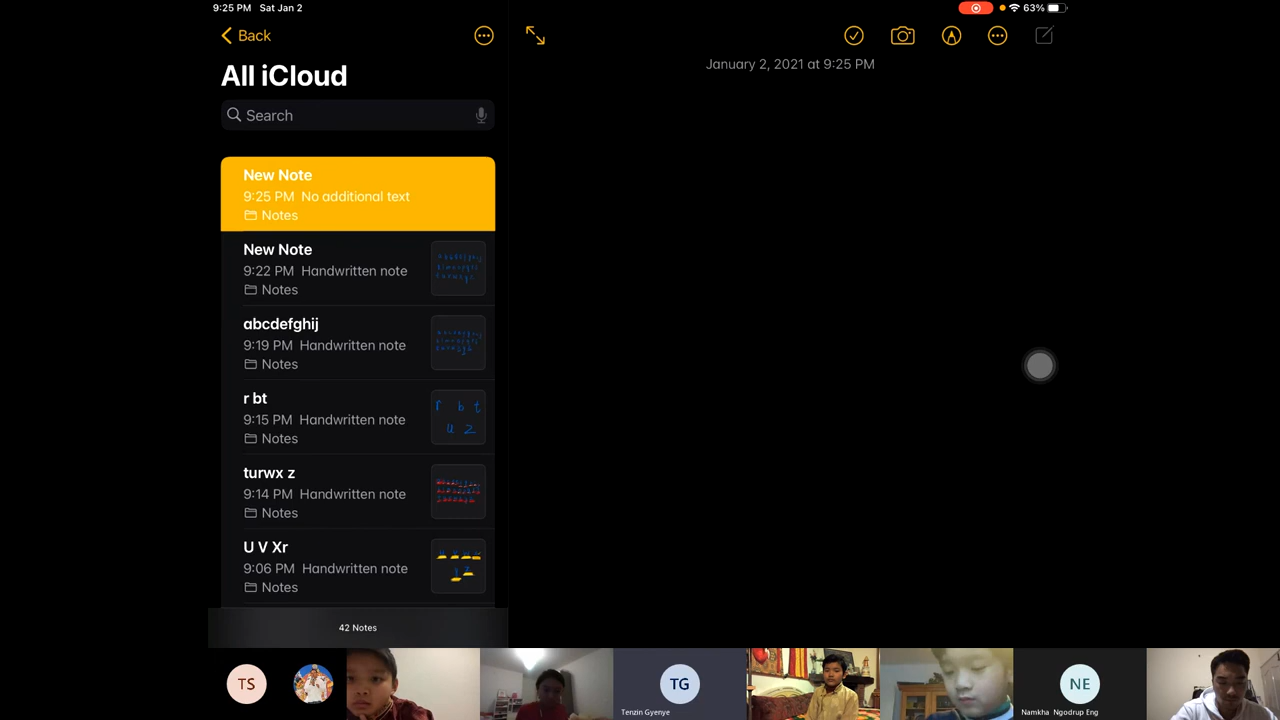 9:25 PM Sat Jan 2
63%
Back
All iCloud
Search
January 2, 2021 at 9:25 PM
New Note
9:25 PM No additional text
Notes
New Note
9:22 PM Handwritten note
Notes
abcdefghij
9:19 PM Handwritten note
Notes
r bt
9:15 PM Handwritten note
Notes
r b t
u z
turwx z
9:14 PM Handwritten note
Notes
U V Xr
9:06 PM Handwritten note
Notes
42 Notes
TS
TG
Tenzin Gyenye
NE
Namkha Ngodrup Eng